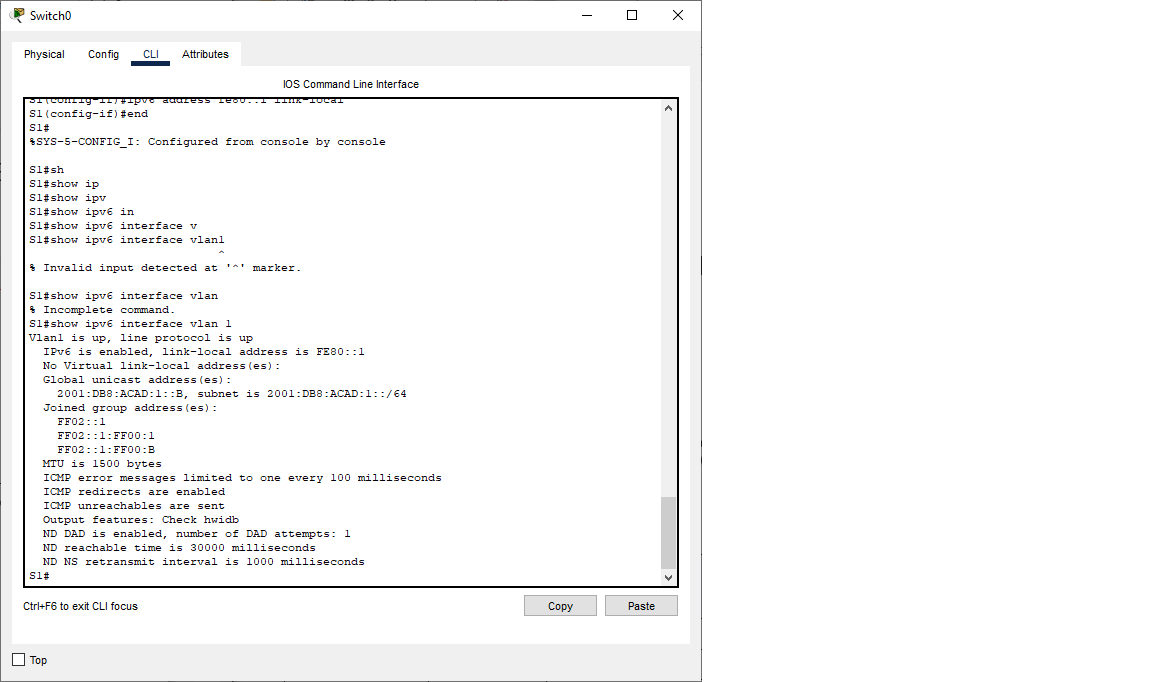 Switch0
Physical Config CLI Attributes
IOS Command Line Interface
S1(config-if)#ipv6 address fe80::1 link-local
S1(config-if)#end
S1#
%SYS-5-CONFIG_I: Configured from console by console
S1#sh
S1#show ip
S1#show ipv
S1#show ipv6 in
S1#show ipv6 interface v
S1#show ipv6 interface vlan1
^
% Invalid input detected at '^' marker.
S1#show ipv6 interface vlan
% Incomplete command.
S1#show ipv6 interface vlan 1
Vlan1 is up, line protocol is up
IPv6 is enabled, link-local address is FE80::1
No Virtual link-local address(es):
Global unicast address(es):
2001:DB8:ACAD:1::B, subnet is 2001:DB8:ACAD:1::/64
Joined group address(es):
FF02::1
FF02::1:FF00:1
FF02::1:FF00:B
MTU is 1500 bytes
ICMP error messages limited to one every 100 milliseconds
ICMP redirects are enabled
ICMP unreachables are sent
Output features: Check hwidb
ND DAD is enabled, number of DAD attempts: 1
ND reachable time is 30000 milliseconds
ND NS retransmit interval is 1000 milliseconds
S1#
Ctrl+F6 to exit CLI focus
Copy Paste
Top